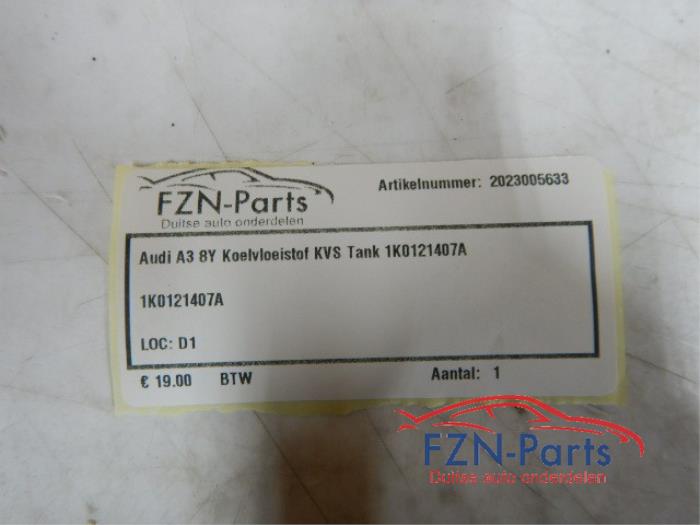 FZN-Parts
Duitse auto onderdelen
Artikelnummer: 2023005633
Audi A3 8Y Koelvloeistof KVS Tank 1K0121407A
1K0121407A
LOC: D1
€ 19.00 BTW Aantal: 1
FZN-Parts
Duitse auto onderdelen